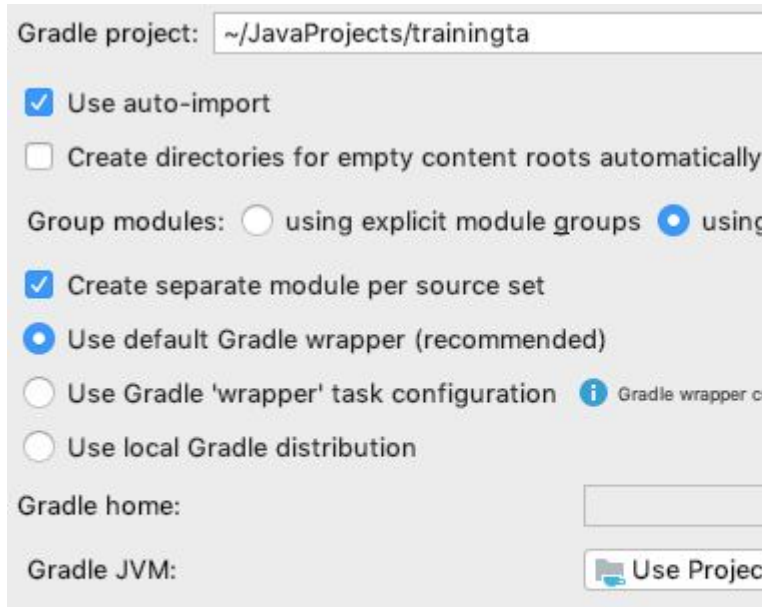 Gradle project: ~/JavaProjects/trainingta
Use auto-import
Create directories for empty content roots automatically
Group modules: using explicit module groups using
Create separate module per source set
Use default Gradle wrapper (recommended)
Use Gradle 'wrapper' task configuration Gradle wrapper c
Use local Gradle distribution
Gradle home:
Gradle JVM: Use Projec